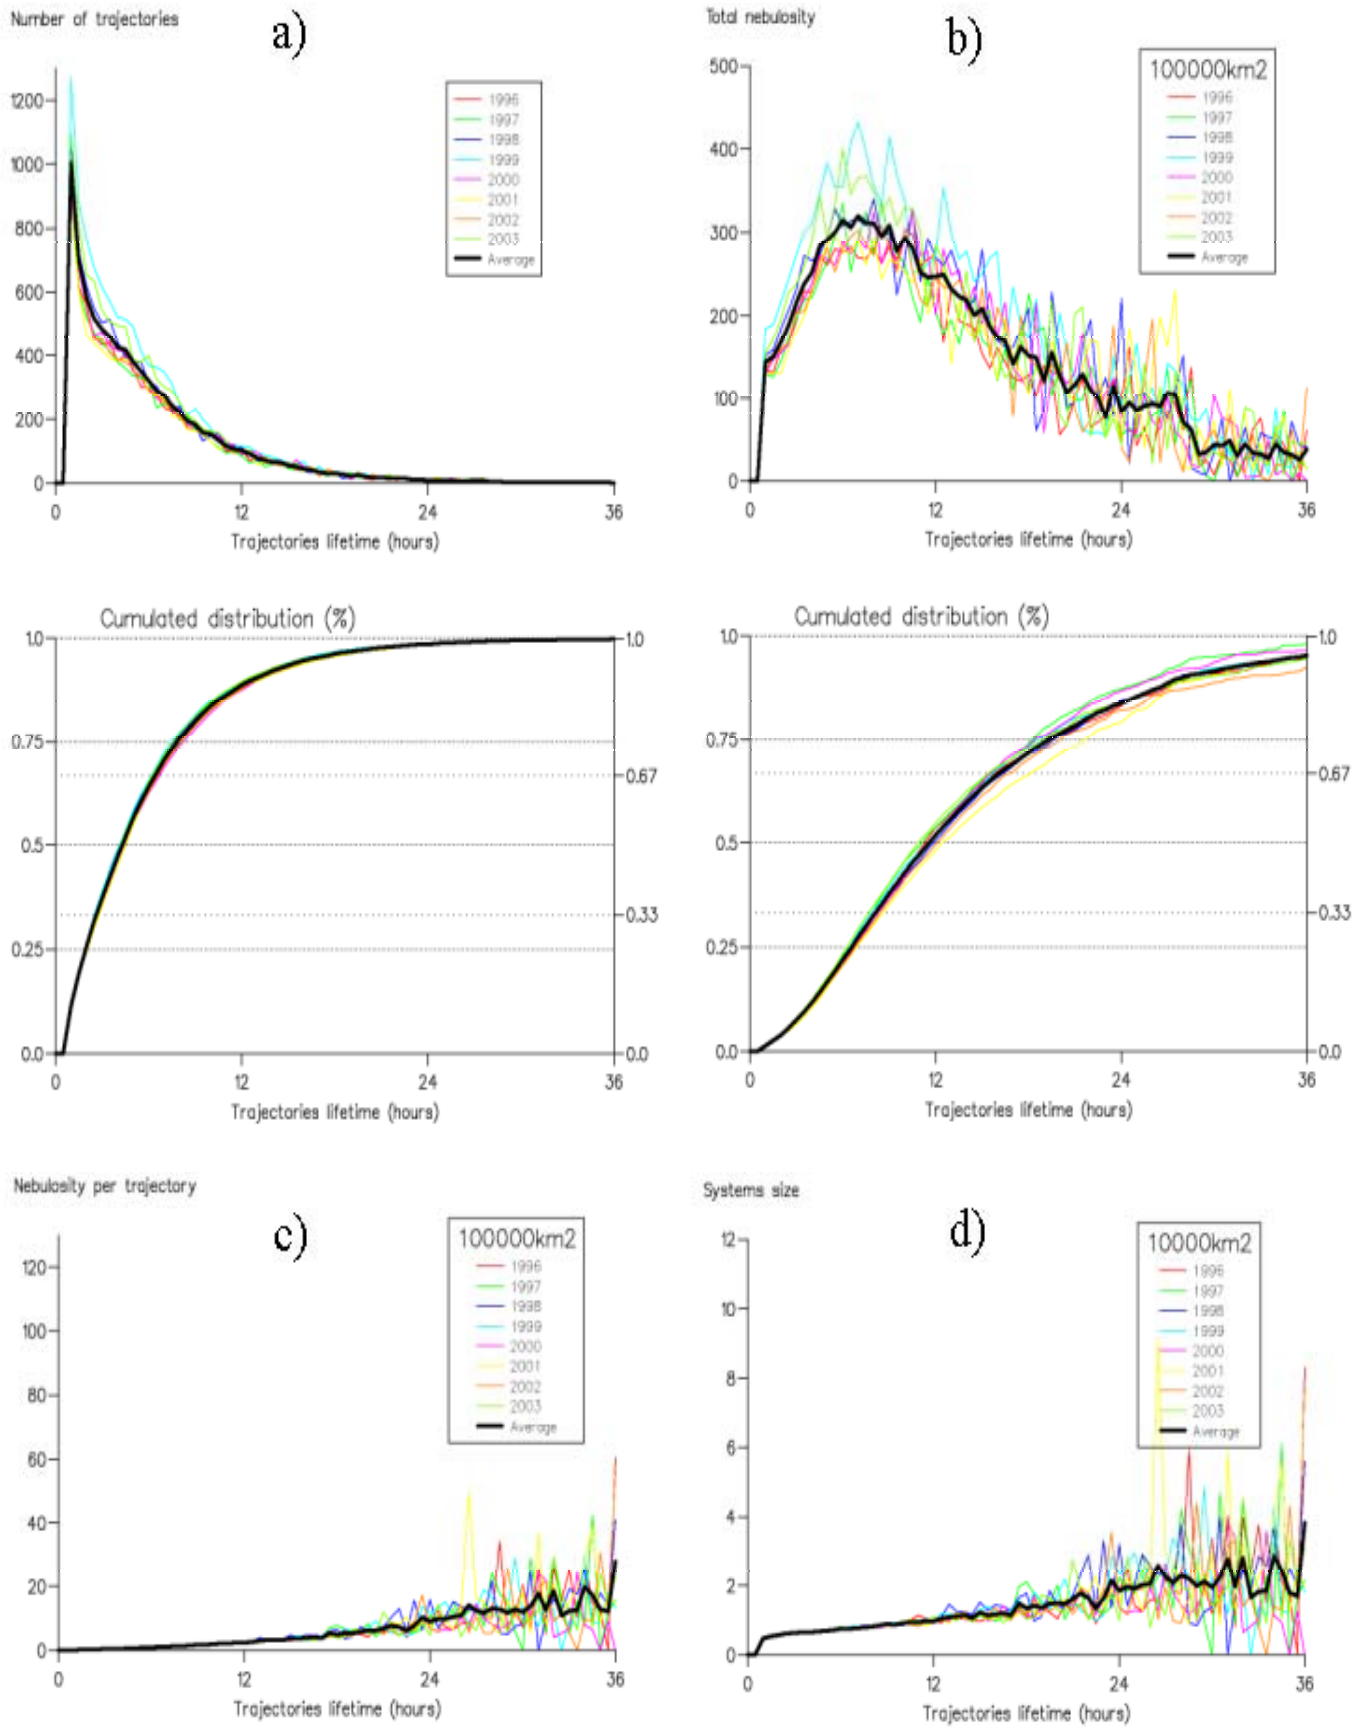 Number of trajectories
a)
1200
1000
800
600
400
200
0
0 12 24 36
Trajectories lifetime (hours)
1996
1997
1998
1999
2000
2001
2002
2003
Average
Total nebulosity
b)
500
400
300
200
100
0
0 12 24 36
Trajectories lifetime (hours)
100000km2
1996
1997
1998
1999
2000
2001
2002
2003
Average
Cumulated distribution (%)
1.0
0.75
0.5
0.25
0.0
1.0
0.67
0.33
0.0
0 12 24 36
Trajectories lifetime (hours)
Cumulated distribution (%)
1.0
0.75
0.5
0.25
0.0
1.0
0.67
0.33
0.0
0 12 24 36
Trajectories lifetime (hours)
Nebulosity per trajectory
c)
120
100
80
60
40
20
0
0 12 24 36
Trajectories lifetime (hours)
100000km2
1996
1997
1998
1999
2000
2001
2002
2003
Average
Systems size
d)
12
10
8
6
4
2
0
0 12 24 36
Trajectories lifetime (hours)
10000km2
1996
1997
1998
1999
2000
2001
2002
2003
Average